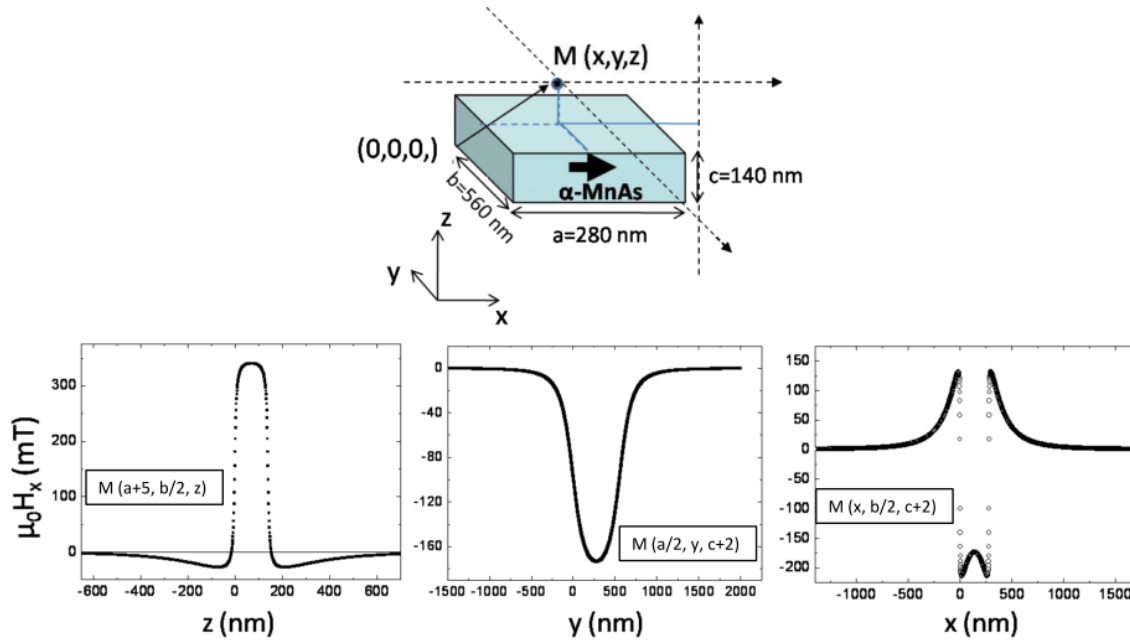 M (x,y,z)
(0,0,0,)
α-MnAs
b=560 nm
a=280 nm
c=140 nm
z
y
x
μ₀Hₓ (mT)
300
200
100
0
-600 -400 -200 0 200 400 600
z (nm)
M (a+5, b/2, z)
0
-40
-80
-120
-160
-1500 -1000 -500 0 500 1000 1500 2000
y (nm)
M (a/2, y, c+2)
150
100
50
0
-50
-100
-150
-200
-1000 -500 0 500 1000 1500
x (nm)
M (x, b/2, c+2)